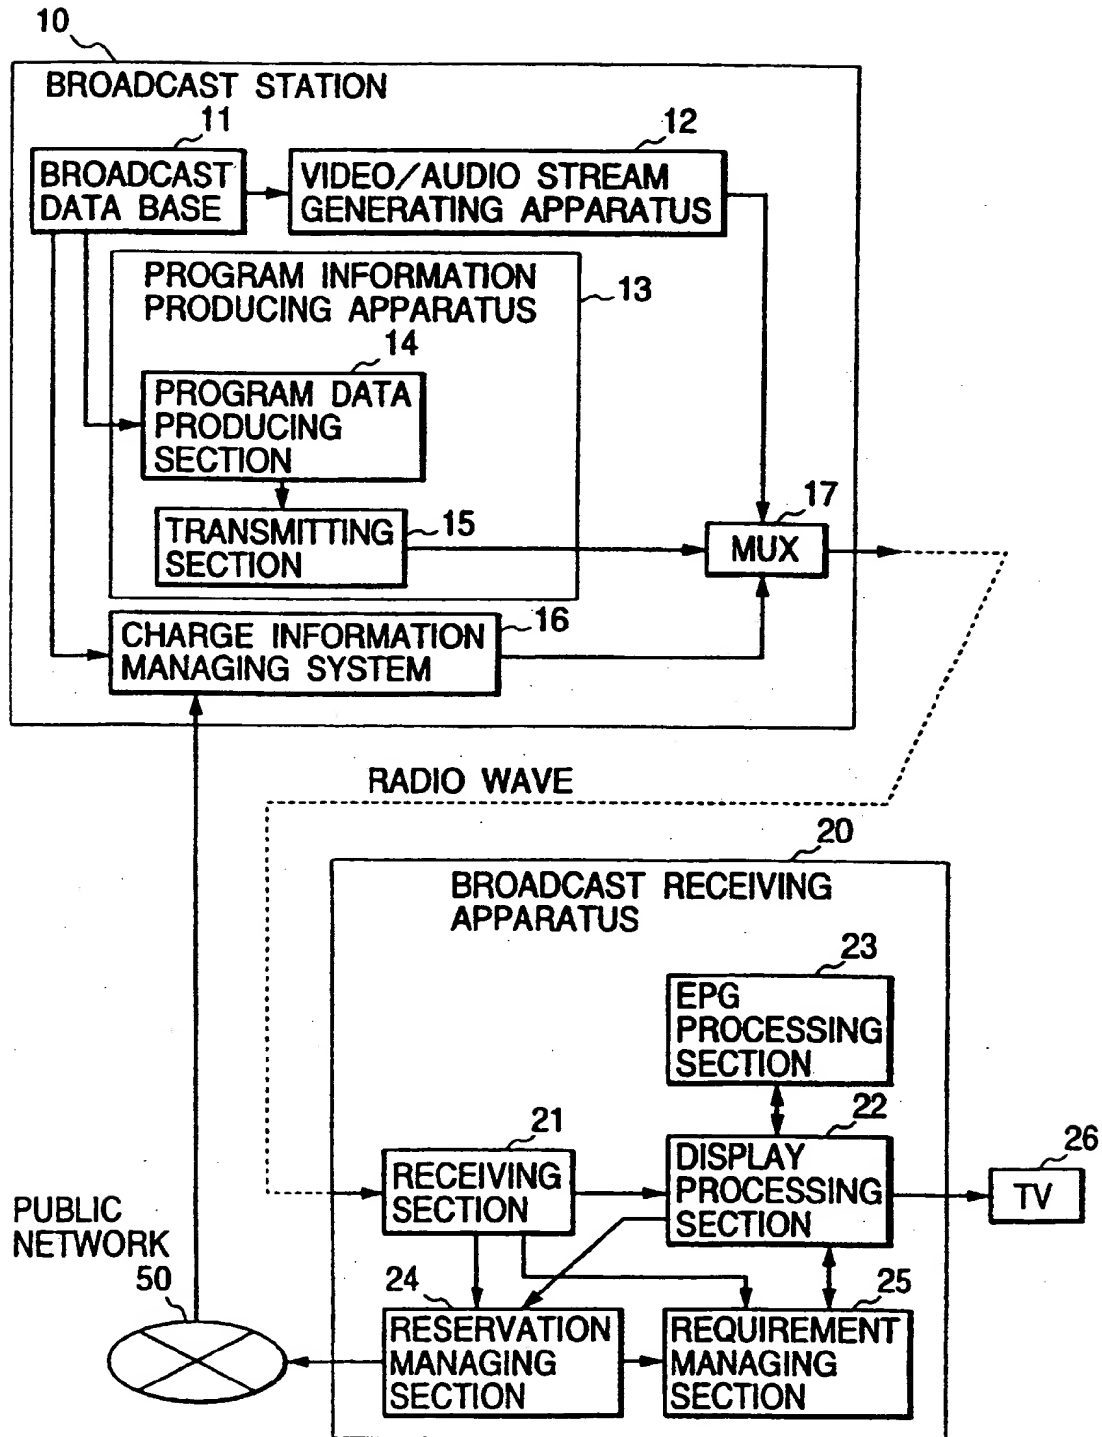 10
BROADCAST STATION
11
12
BROADCAST
DATA BASE
VIDEO/AUDIO STREAM
GENERATING APPARATUS
PROGRAM INFORMATION
PRODUCING APPARATUS
13
14
PROGRAM DATA
PRODUCING
SECTION
TRANSMITTING
SECTION
15
17
MUX
16
CHARGE INFORMATION
MANAGING SYSTEM
RADIO WAVE
20
BROADCAST RECEIVING
APPARATUS
23
EPG
PROCESSING
SECTION
21
22
RECEIVING
SECTION
DISPLAY
PROCESSING
SECTION
26
TV
PUBLIC
NETWORK
50
24
25
RESERVATION
MANAGING
SECTION
REQUIREMENT
MANAGING
SECTION